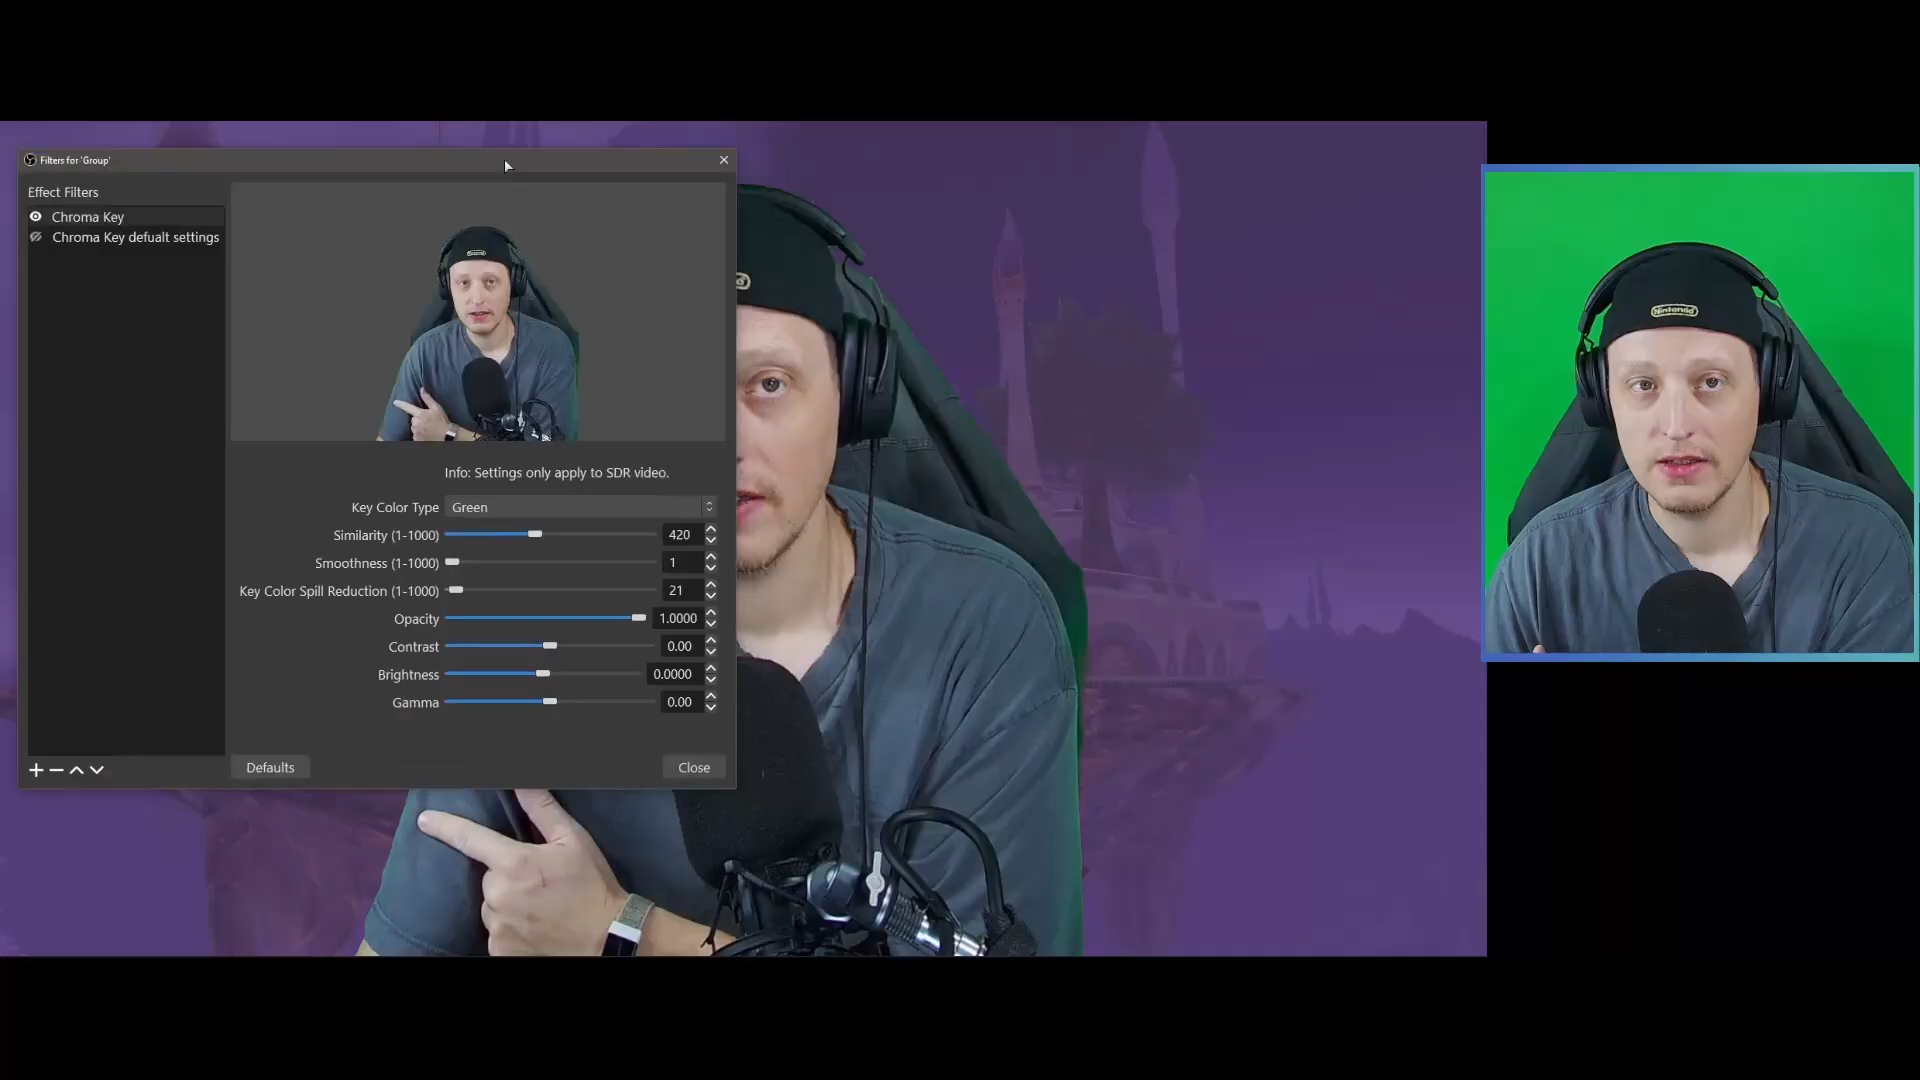 Filters for 'Group'
Effect Filters
Chroma Key
Chroma Key defualt settings
Nintendo
Info: Settings only apply to SDR video.
Key Color Type Green
Similarity (1-1000) 420
Smoothness (1-1000) 1
Key Color Spill Reduction (1-1000) 21
Opacity 1.0000
Contrast 0.00
Brightness 0.0000
Gamma 0.00
Defaults Close